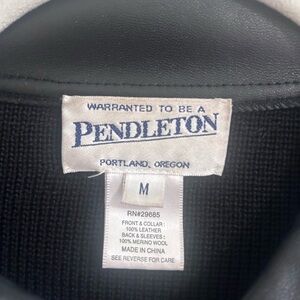 WARRANTED TO BE A
PENDLETON
PORTLAND, OREGON
M
RN#29685
FRONT & COLLAR :
100% LEATHER
BACK & SLEEVES :
100% MERINO WOOL
MADE IN CHINA
SEE REVERSE FOR CARE